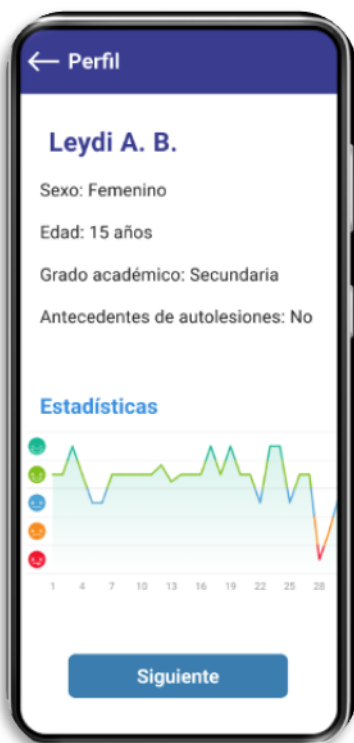 Perfil
Leydi A. B.
Sexo: Femenino
Edad: 15 años
Grado académico: Secundaria
Antecedentes de autolesiones: No
Estadísticas
1 4 7 10 13 16 19 22 25 28
Siguiente